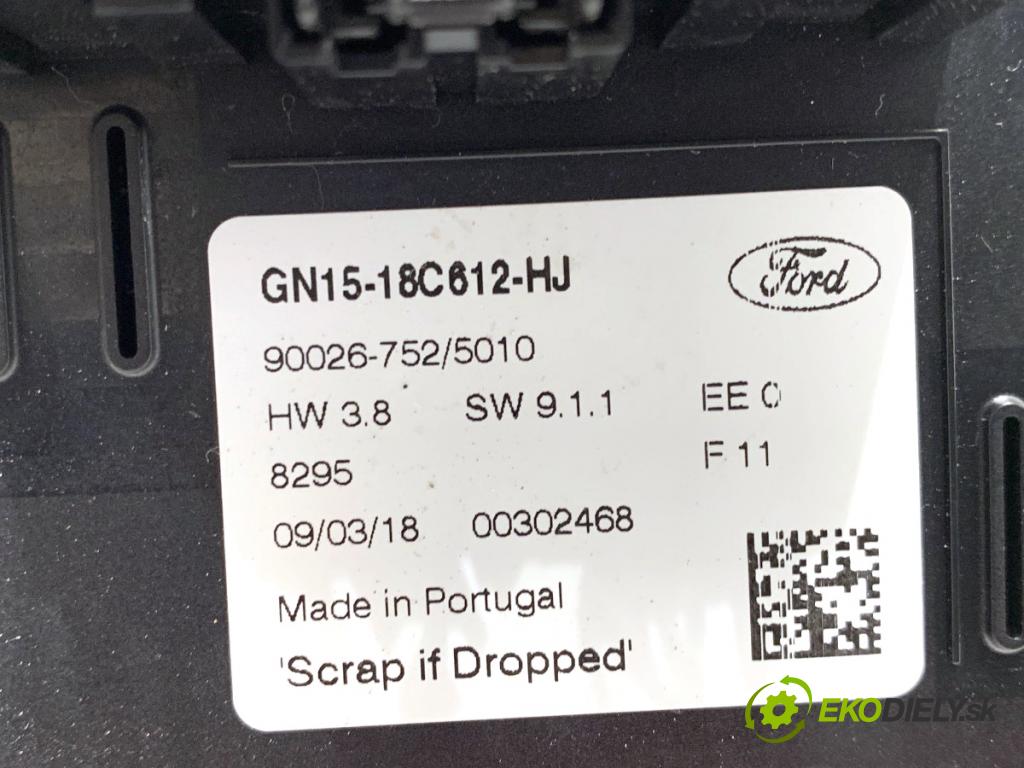 GN15-18C612-HJ
Ford
90026-752/5010
HW 3.8 SW 9.1.1 EE 0
8295 F 11
09/03/18 00302468
Made in Portugal
'Scrap if Dropped'
EKODIELY.sk